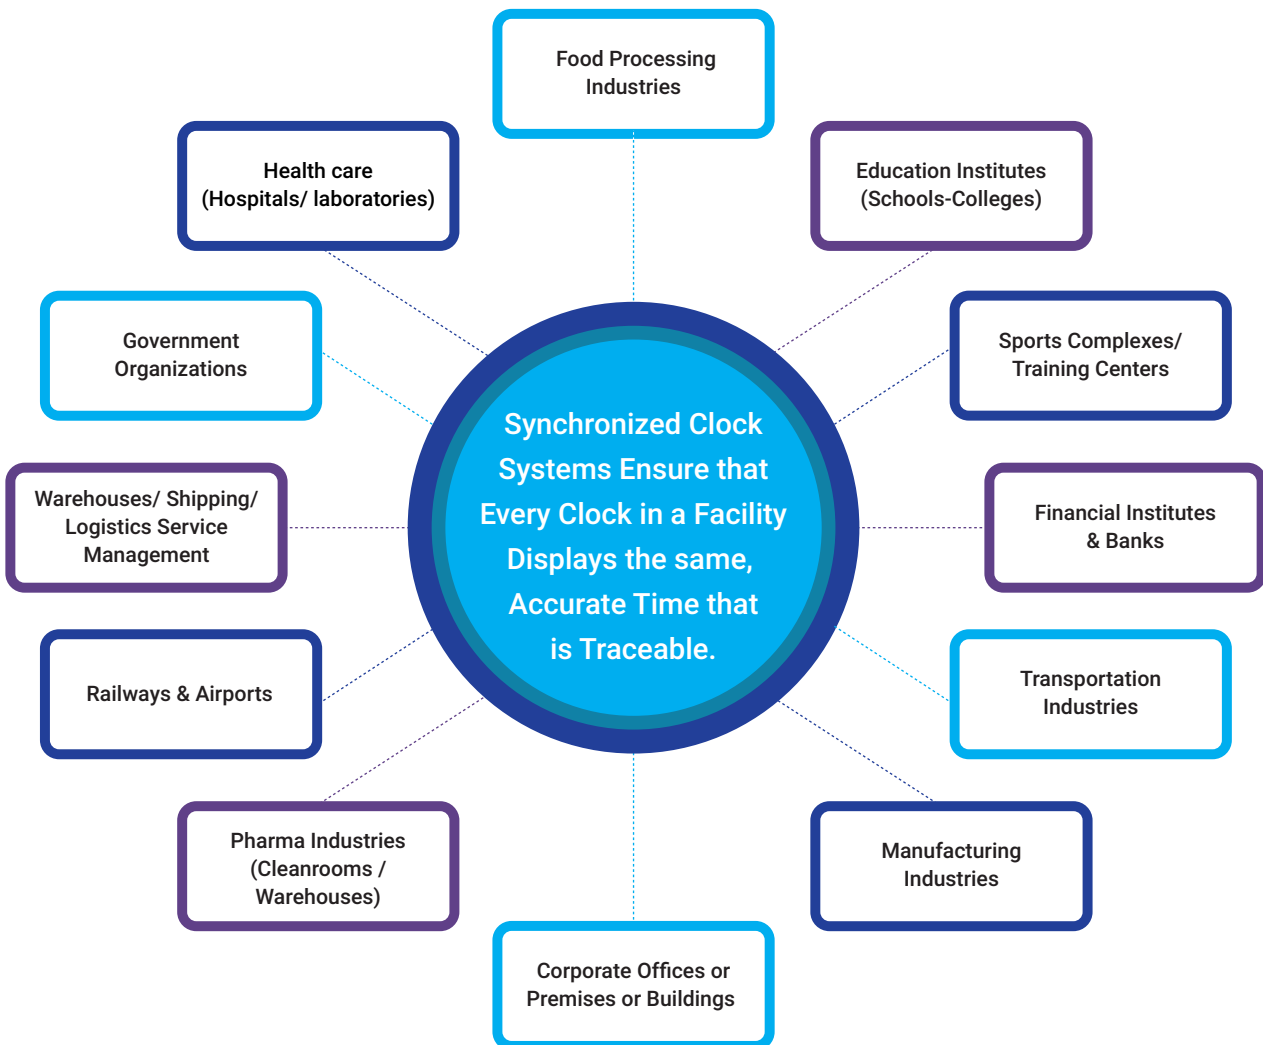 Food Processing
Industries
Health care
(Hospitals/ laboratories)
Education Institutes
(Schools-Colleges)
Government
Organizations
Sports Complexes/
Training Centers
Synchronized Clock
Systems Ensure that
Every Clock in a Facility
Displays the same,
Accurate Time that
is Traceable.
Warehouses/ Shipping/
Logistics Service
Management
Financial Institutes
& Banks
Railways & Airports
Transportation
Industries
Pharma Industries
(Cleanrooms /
Warehouses)
Manufacturing
Industries
Corporate Offices or
Premises or Buildings